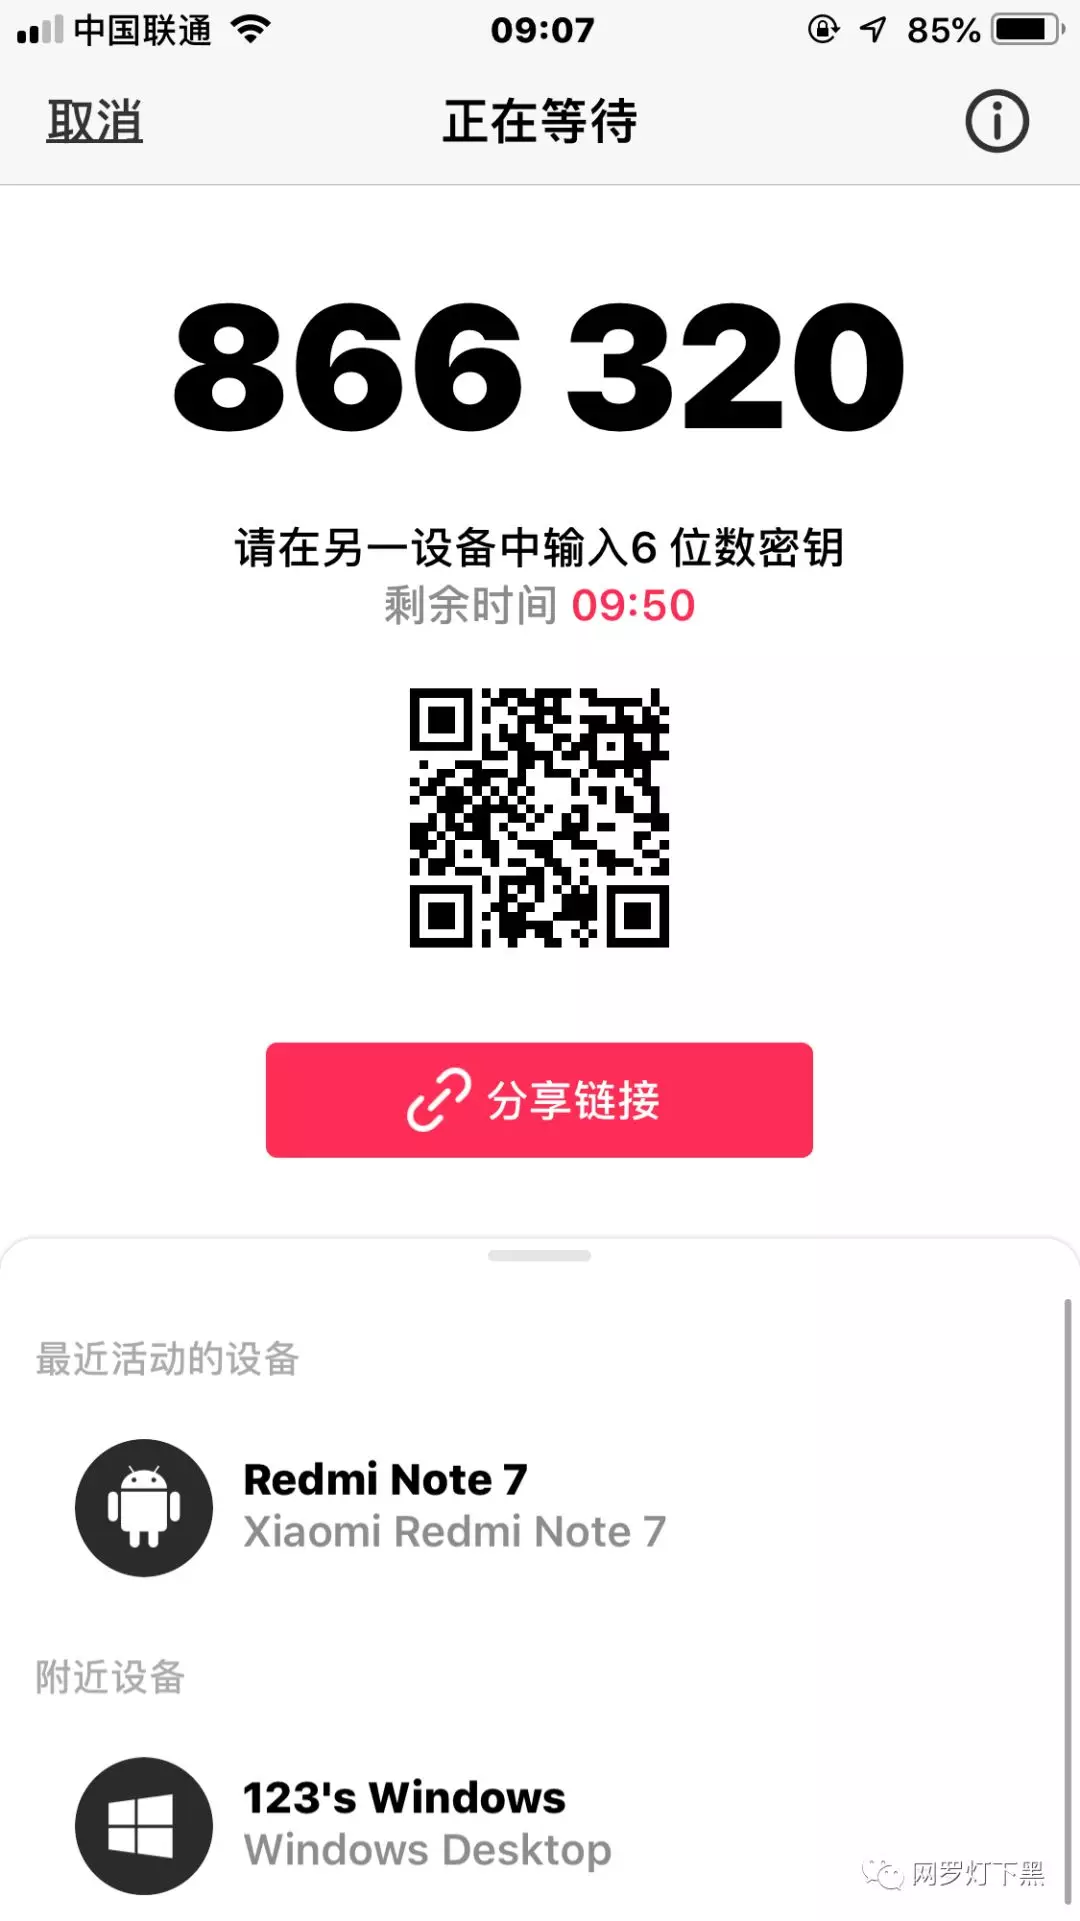 中国联通
09:07
85%
取消
正在等待
866 320
请在另一设备中输入6 位数密钥
剩余时间 09:50
分享链接
最近活动的设备
Redmi Note 7
Xiaomi Redmi Note 7
附近设备
123's Windows
Windows Desktop
网罗灯下黑